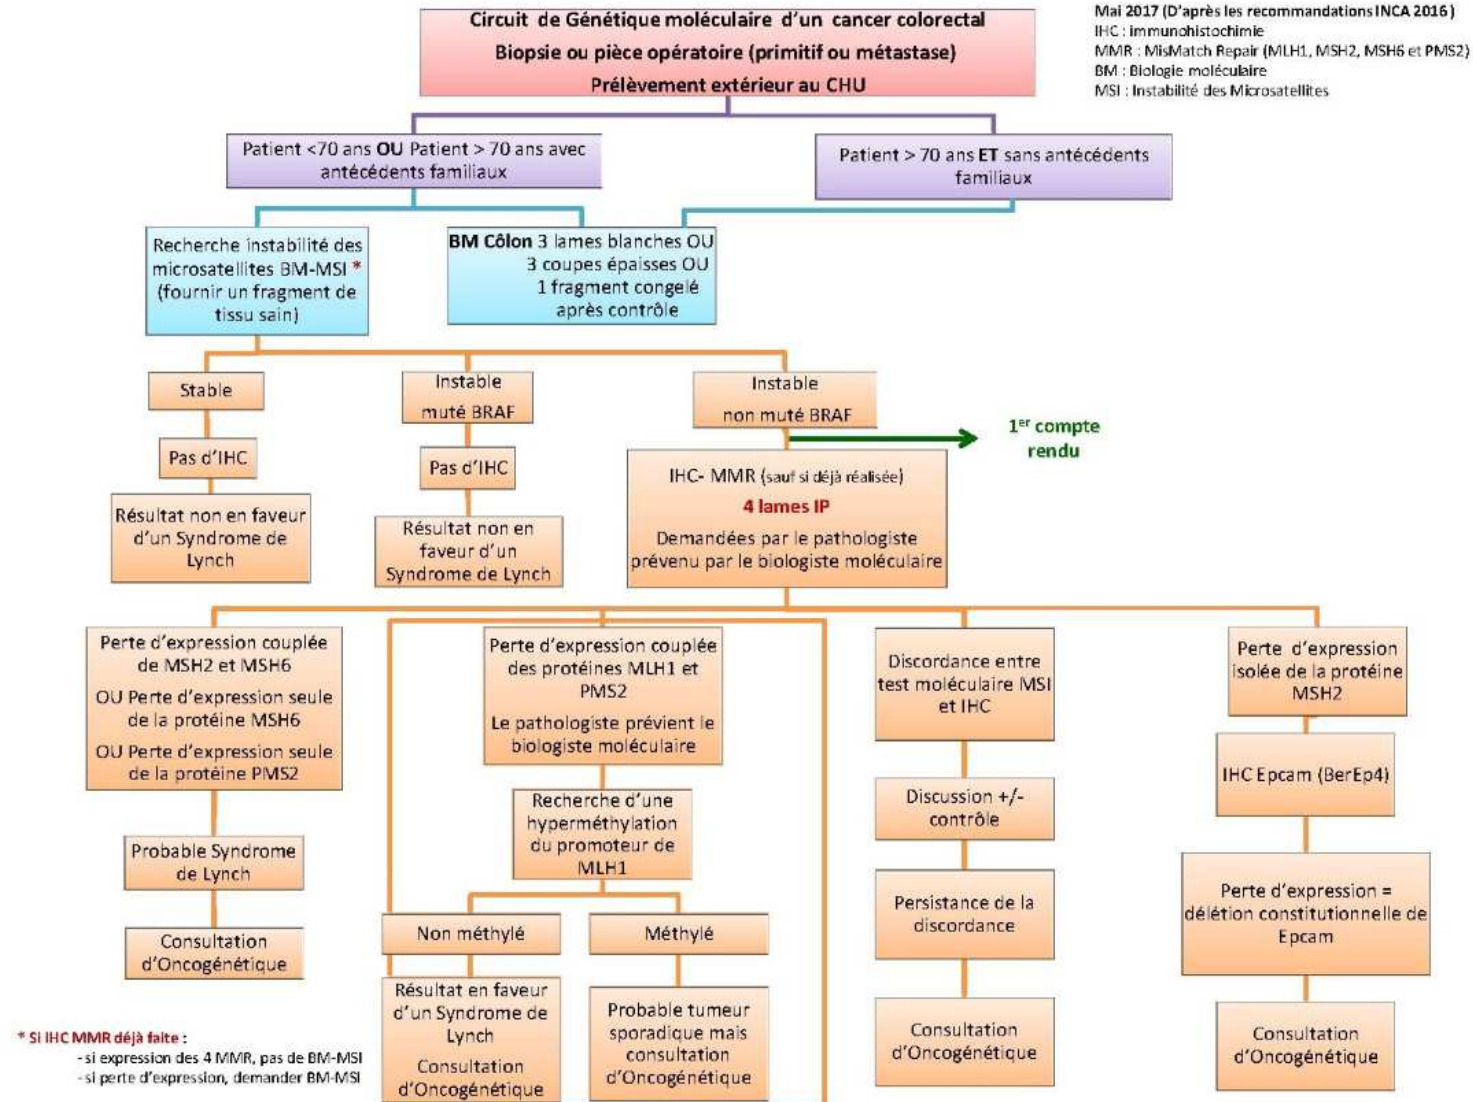 Circuit de Génétique moléculaire d'un cancer colorectal
Biopsie ou pièce opératoire (primitif ou métastase)
Prélèvement extérieur au CHU
Mai 2017 (D'après les recommandations INCA 2016 )
IHC : immunohistochimie
MMR : MisMatch Repair (MLH1, MSH2, MSH6 et PMS2)
BM : Biologie moléculaire
MSI : Instabilité des Microsatellites
Patient <70 ans OU Patient > 70 ans avec
antécédents familiaux
Patient > 70 ans ET sans antécédents
familiaux
Recherche instabilité des
microsatellites BM-MSI *
(fournir un fragment de
tissu sain)
BM Côlon 3 lames blanches OU
3 coupes épaisses OU
1 fragment congelé
après contrôle
Stable
Pas d'IHC
Résultat non en faveur
d'un Syndrome de
Lynch
Instable
muté BRAF
Pas d'IHC
Résultat non en
faveur d'un
Syndrome de Lynch
Instable
non muté BRAF
1er compte
rendu
IHC- MMR (sauf si déjà réalisée)
4 lames IP
Demandées par le pathologiste
prévenu par le biologiste moléculaire
Perte d'expression couplée
de MSH2 et MSH6
OU Perte d'expression seule
de la protéine MSH6
OU Perte d'expression seule
de la protéine PMS2
Probable Syndrome
de Lynch
Consultation
d'Oncogénétique
Perte d'expression couplée
des protéines MLH1 et
PMS2
Le pathologiste prévient le
biologiste moléculaire
Recherche d'une
hyperméthylation
du promoteur de
MLH1
Non méthylé
Résultat en faveur
d'un Syndrome de
Lynch
Consultation
d'Oncogénétique
Méthylé
Probable tumeur
sporadique mais
consultation
d'Oncogénétique
Discordance entre
test moléculaire MSI
et IHC
Discussion +/-
contrôle
Persistance de la
discordance
Consultation
d'Oncogénétique
Perte d'expression
isolée de la protéine
MSH2
IHC Epcam (BerEp4)
Perte d'expression =
délétion constitutionnelle de
Epcam
Consultation
d'Oncogénétique
* Si IHC MMR déjà faite :
- si expression des 4 MMR, pas de BM-MSI
- si perte d'expression, demander BM-MSI